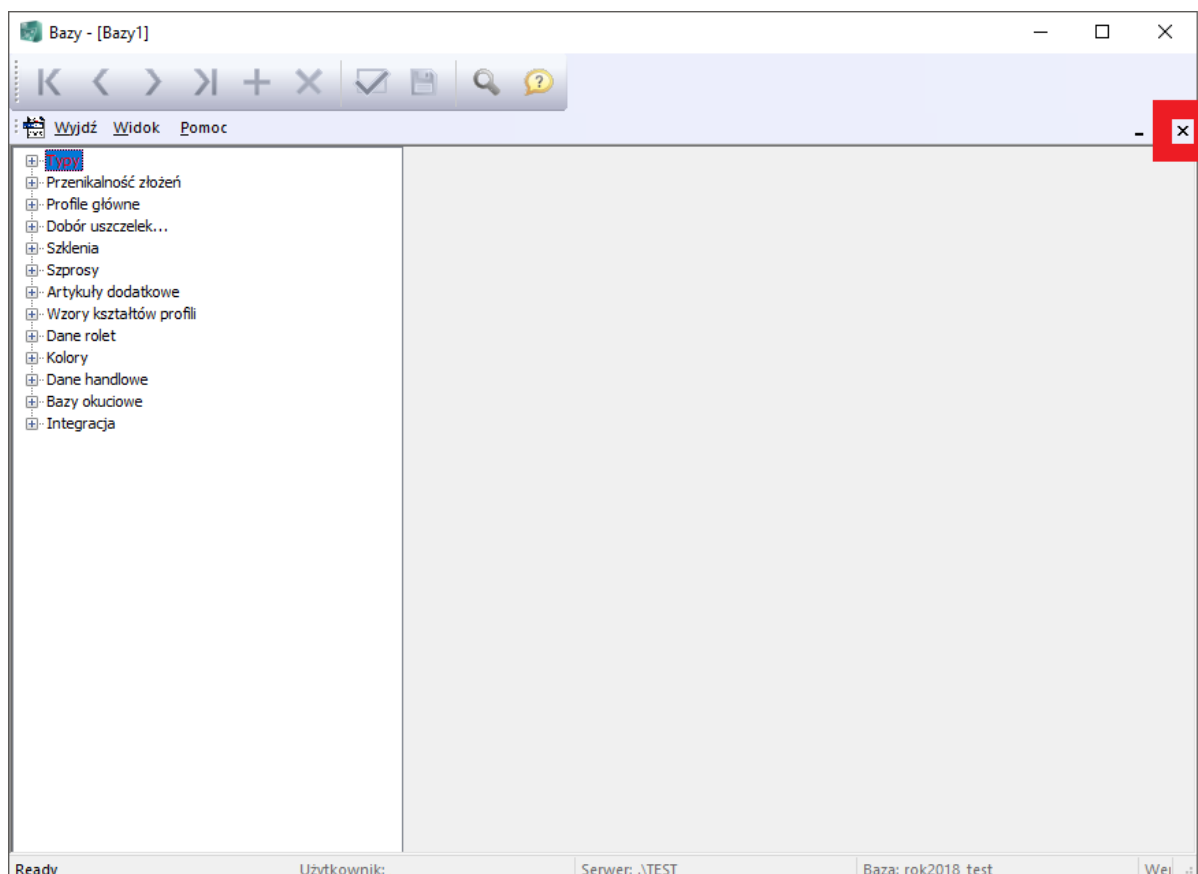 Bazy - [Bazy1]
Wyjdź Widok Pomoc
Typy
Przenikalność złożeń
Profile główne
Dobór uszczelek...
Szklenia
Szprosy
Artykuły dodatkowe
Wzory kształtów profili
Dane rolet
Kolory
Dane handlowe
Bazy okuciowe
Integracja
Ready Użytkownik: Serwer: .\TEST Baza: rok2018_test